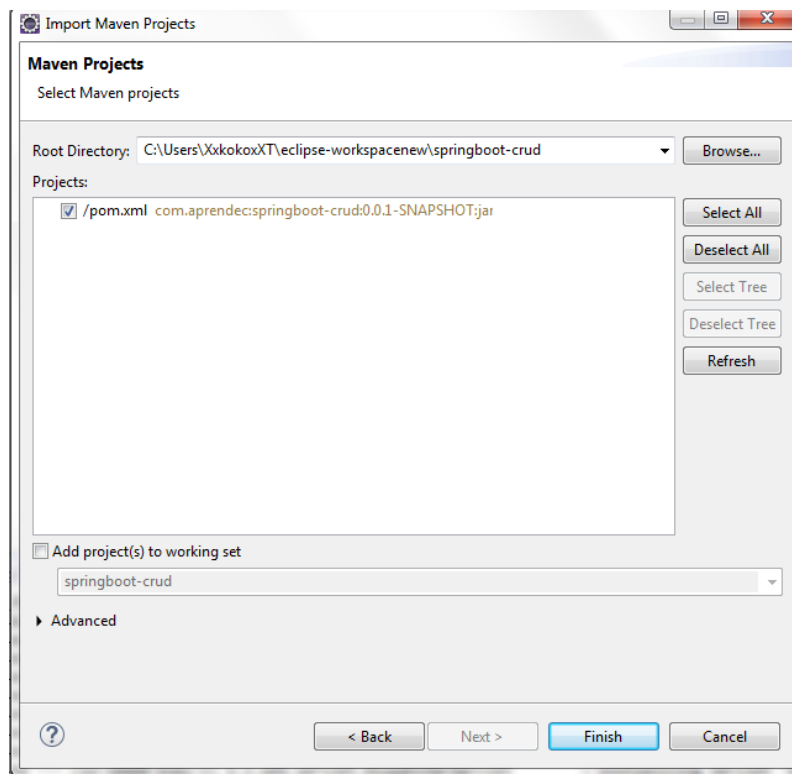 Import Maven Projects
Maven Projects
Select Maven projects
Root Directory: C:\Users\XxkokoxXT\eclipse-workspacenew\springboot-crud Browse...
Projects:
/pom.xml com.aprendec:springboot-crud:0.0.1-SNAPSHOT:jar
Select All
Deselect All
Select Tree
Deselect Tree
Refresh
Add project(s) to working set
springboot-crud
Advanced
? < Back Next > Finish Cancel